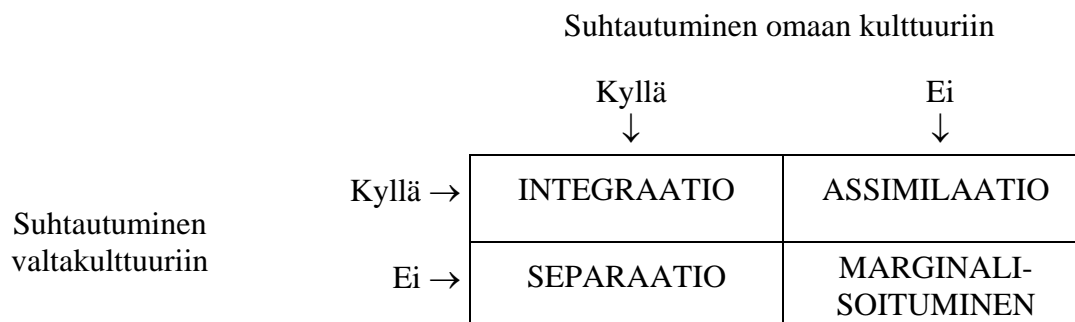 Suhtautuminen omaan kulttuuriin
Kyllä Ei
↓ ↓
Kyllä → INTEGRAATIO ASSIMILAATIO
Suhtautuminen
valtakulttuuriin
Ei → SEPARAATIO MARGINALI-
SOITUMINEN